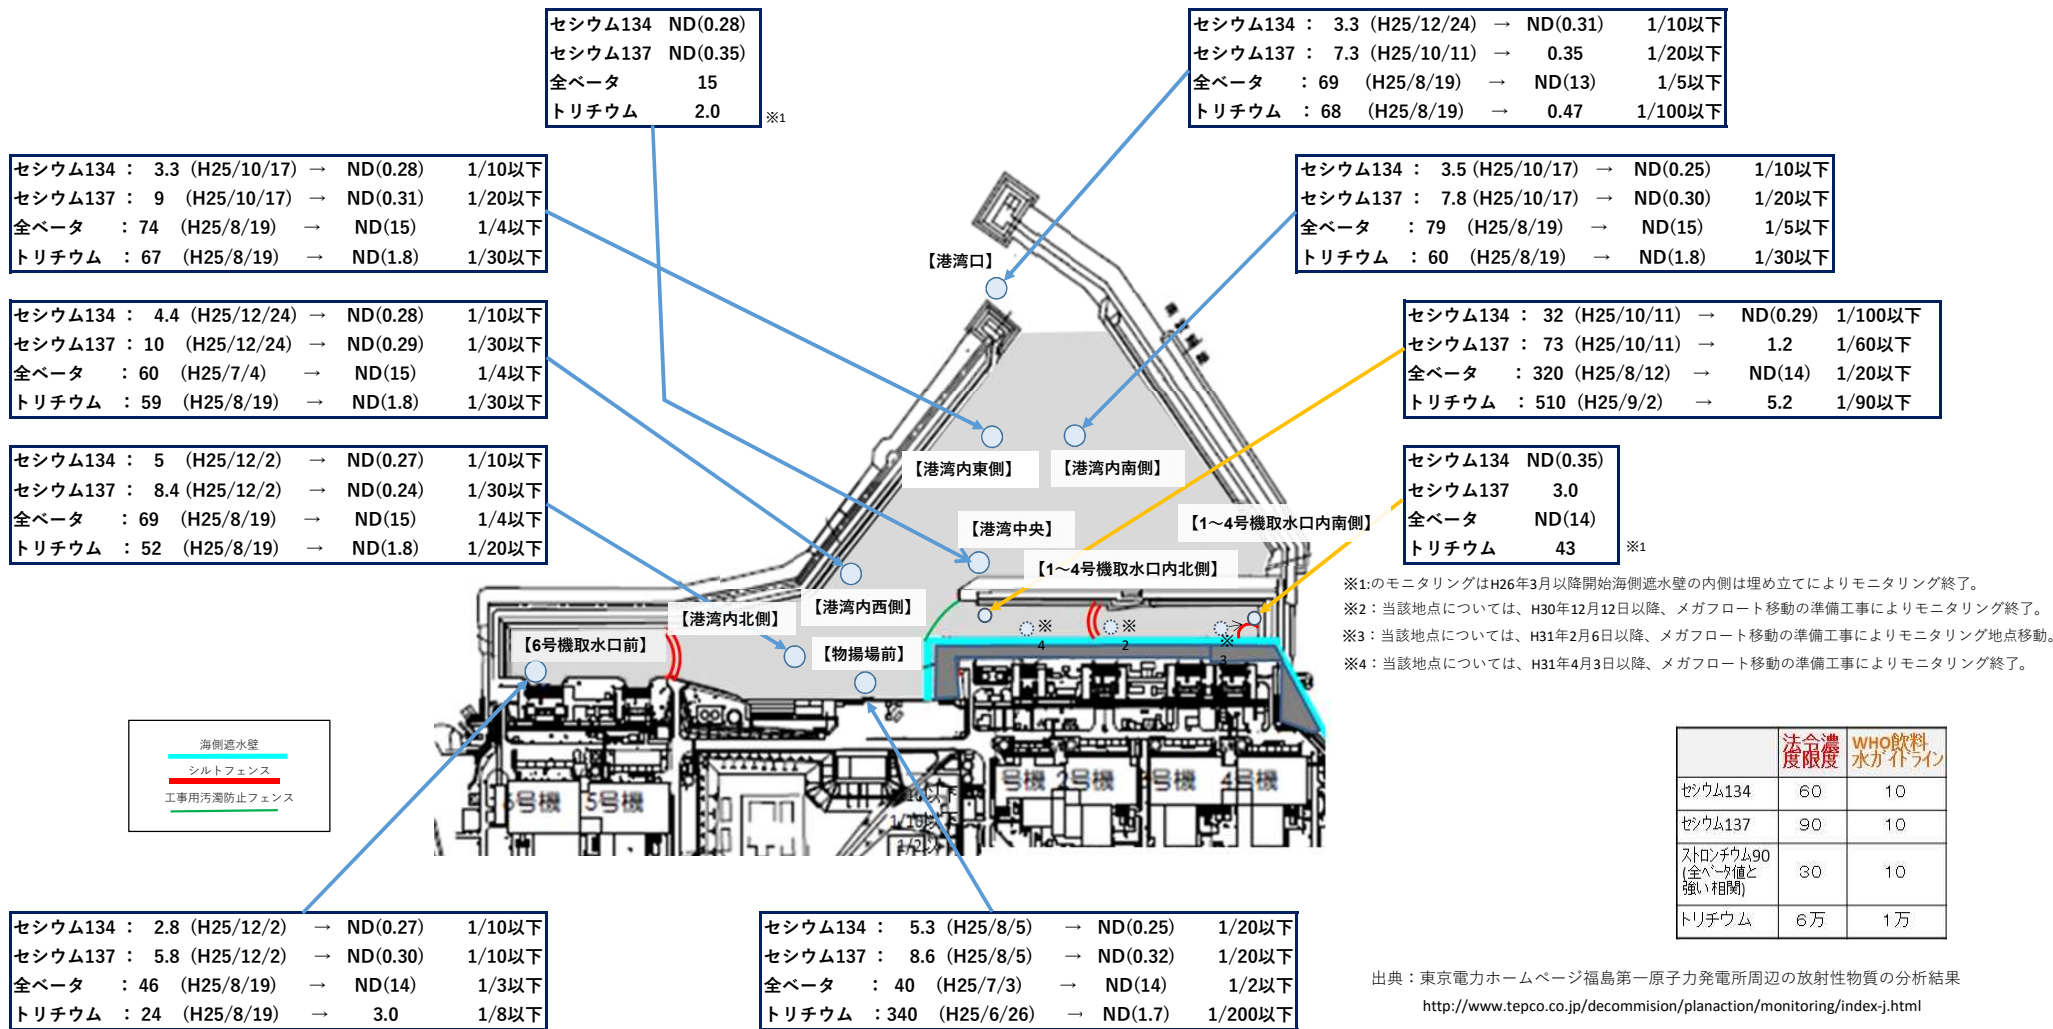 セシウム134 ND(0.28)
セシウム137 ND(0.35)
全ベータ 15
トリチウム 2.0 ※1
セシウム134 : 3.3 (H25/12/24) → ND(0.31) 1/10以下
セシウム137 : 7.3 (H25/10/11) → 0.35 1/20以下
全ベータ : 69 (H25/8/19) → ND(13) 1/5以下
トリチウム : 68 (H25/8/19) → 0.47 1/100以下
セシウム134 : 3.3 (H25/10/17) → ND(0.28) 1/10以下
セシウム137 : 9 (H25/10/17) → ND(0.31) 1/20以下
全ベータ : 74 (H25/8/19) → ND(15) 1/4以下
トリチウム : 67 (H25/8/19) → ND(1.8) 1/30以下
セシウム134 : 3.5 (H25/10/17) → ND(0.25) 1/10以下
セシウム137 : 7.8 (H25/10/17) → ND(0.30) 1/20以下
全ベータ : 79 (H25/8/19) → ND(15) 1/5以下
トリチウム : 60 (H25/8/19) → ND(1.8) 1/30以下
セシウム134 : 4.4 (H25/12/24) → ND(0.28) 1/10以下
セシウム137 : 10 (H25/12/24) → ND(0.29) 1/30以下
全ベータ : 60 (H25/7/4) → ND(15) 1/4以下
トリチウム : 59 (H25/8/19) → ND(1.8) 1/30以下
セシウム134 : 32 (H25/10/11) → ND(0.29) 1/100以下
セシウム137 : 73 (H25/10/11) → 1.2 1/60以下
全ベータ : 320 (H25/8/12) → ND(14) 1/20以下
トリチウム : 510 (H25/9/2) → 5.2 1/90以下
セシウム134 : 5 (H25/12/2) → ND(0.27) 1/10以下
セシウム137 : 8.4 (H25/12/2) → ND(0.24) 1/30以下
全ベータ : 69 (H25/8/19) → ND(15) 1/4以下
トリチウム : 52 (H25/8/19) → ND(1.8) 1/20以下
セシウム134 ND(0.35)
セシウム137 3.0
全ベータ ND(14)
トリチウム 43 ※1
【港湾口】
【港湾内東側】
【港湾内南側】
【港湾中央】
【1～4号機取水口内南側】
【1～4号機取水口内北側】
【港湾内西側】
【港湾内北側】
【6号機取水口前】
【物揚場前】
※4
※2
※3
※1:のモニタリングはH26年3月以降開始海側遮水壁の内側は埋め立てによりモニタリング終了。
※2：当該地点については、H30年12月12日以降、メガフロート移動の準備工事によりモニタリング終了。
※3：当該地点については、H31年2月6日以降、メガフロート移動の準備工事によりモニタリング地点移動。
※4：当該地点については、H31年4月3日以降、メガフロート移動の準備工事によりモニタリング終了。
海側遮水壁
シルトフェンス
工事用汚濁防止フェンス
5号機
号機 2号機 号機 4号機
法令濃度限度 WHO飲料水ガイドライン
セシウム134 60 10
セシウム137 90 10
ストロンチウム90(全ベータ値と強い相関) 30 10
トリチウム 6万 1万
セシウム134 : 2.8 (H25/12/2) → ND(0.27) 1/10以下
セシウム137 : 5.8 (H25/12/2) → ND(0.30) 1/10以下
全ベータ : 46 (H25/8/19) → ND(14) 1/3以下
トリチウム : 24 (H25/8/19) → 3.0 1/8以下
セシウム134 : 5.3 (H25/8/5) → ND(0.25) 1/20以下
セシウム137 : 8.6 (H25/8/5) → ND(0.32) 1/20以下
全ベータ : 40 (H25/7/3) → ND(14) 1/2以下
トリチウム : 340 (H25/6/26) → ND(1.7) 1/200以下
出典：東京電力ホームページ福島第一原子力発電所周辺の放射性物質の分析結果
http://www.tepco.co.jp/decommision/planaction/monitoring/index-j.html